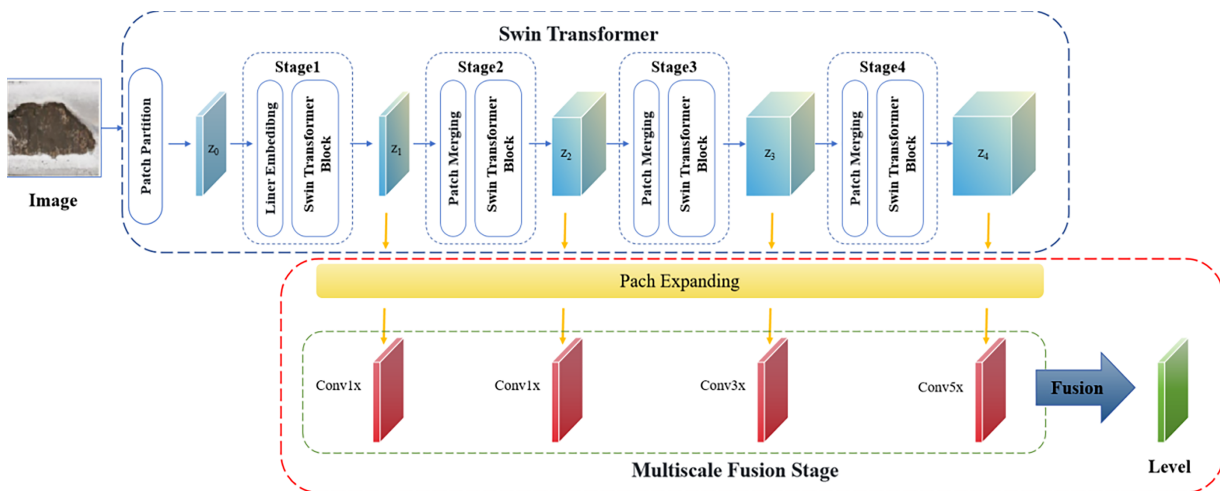 Swin Transformer
Stage1
Stage2
Stage3
Stage4
Patch Partition
z0
Liner Embedibng
Swin Transformer
Block
z1
Patch Merging
Swin Transformer
Block
z2
Patch Merging
Swin Transformer
Block
z3
Patch Merging
Swin Transformer
Block
z4
Image
Pach Expanding
Conv1x
Conv1x
Conv3x
Conv5x
Fusion
Multiscale Fusion Stage
Level